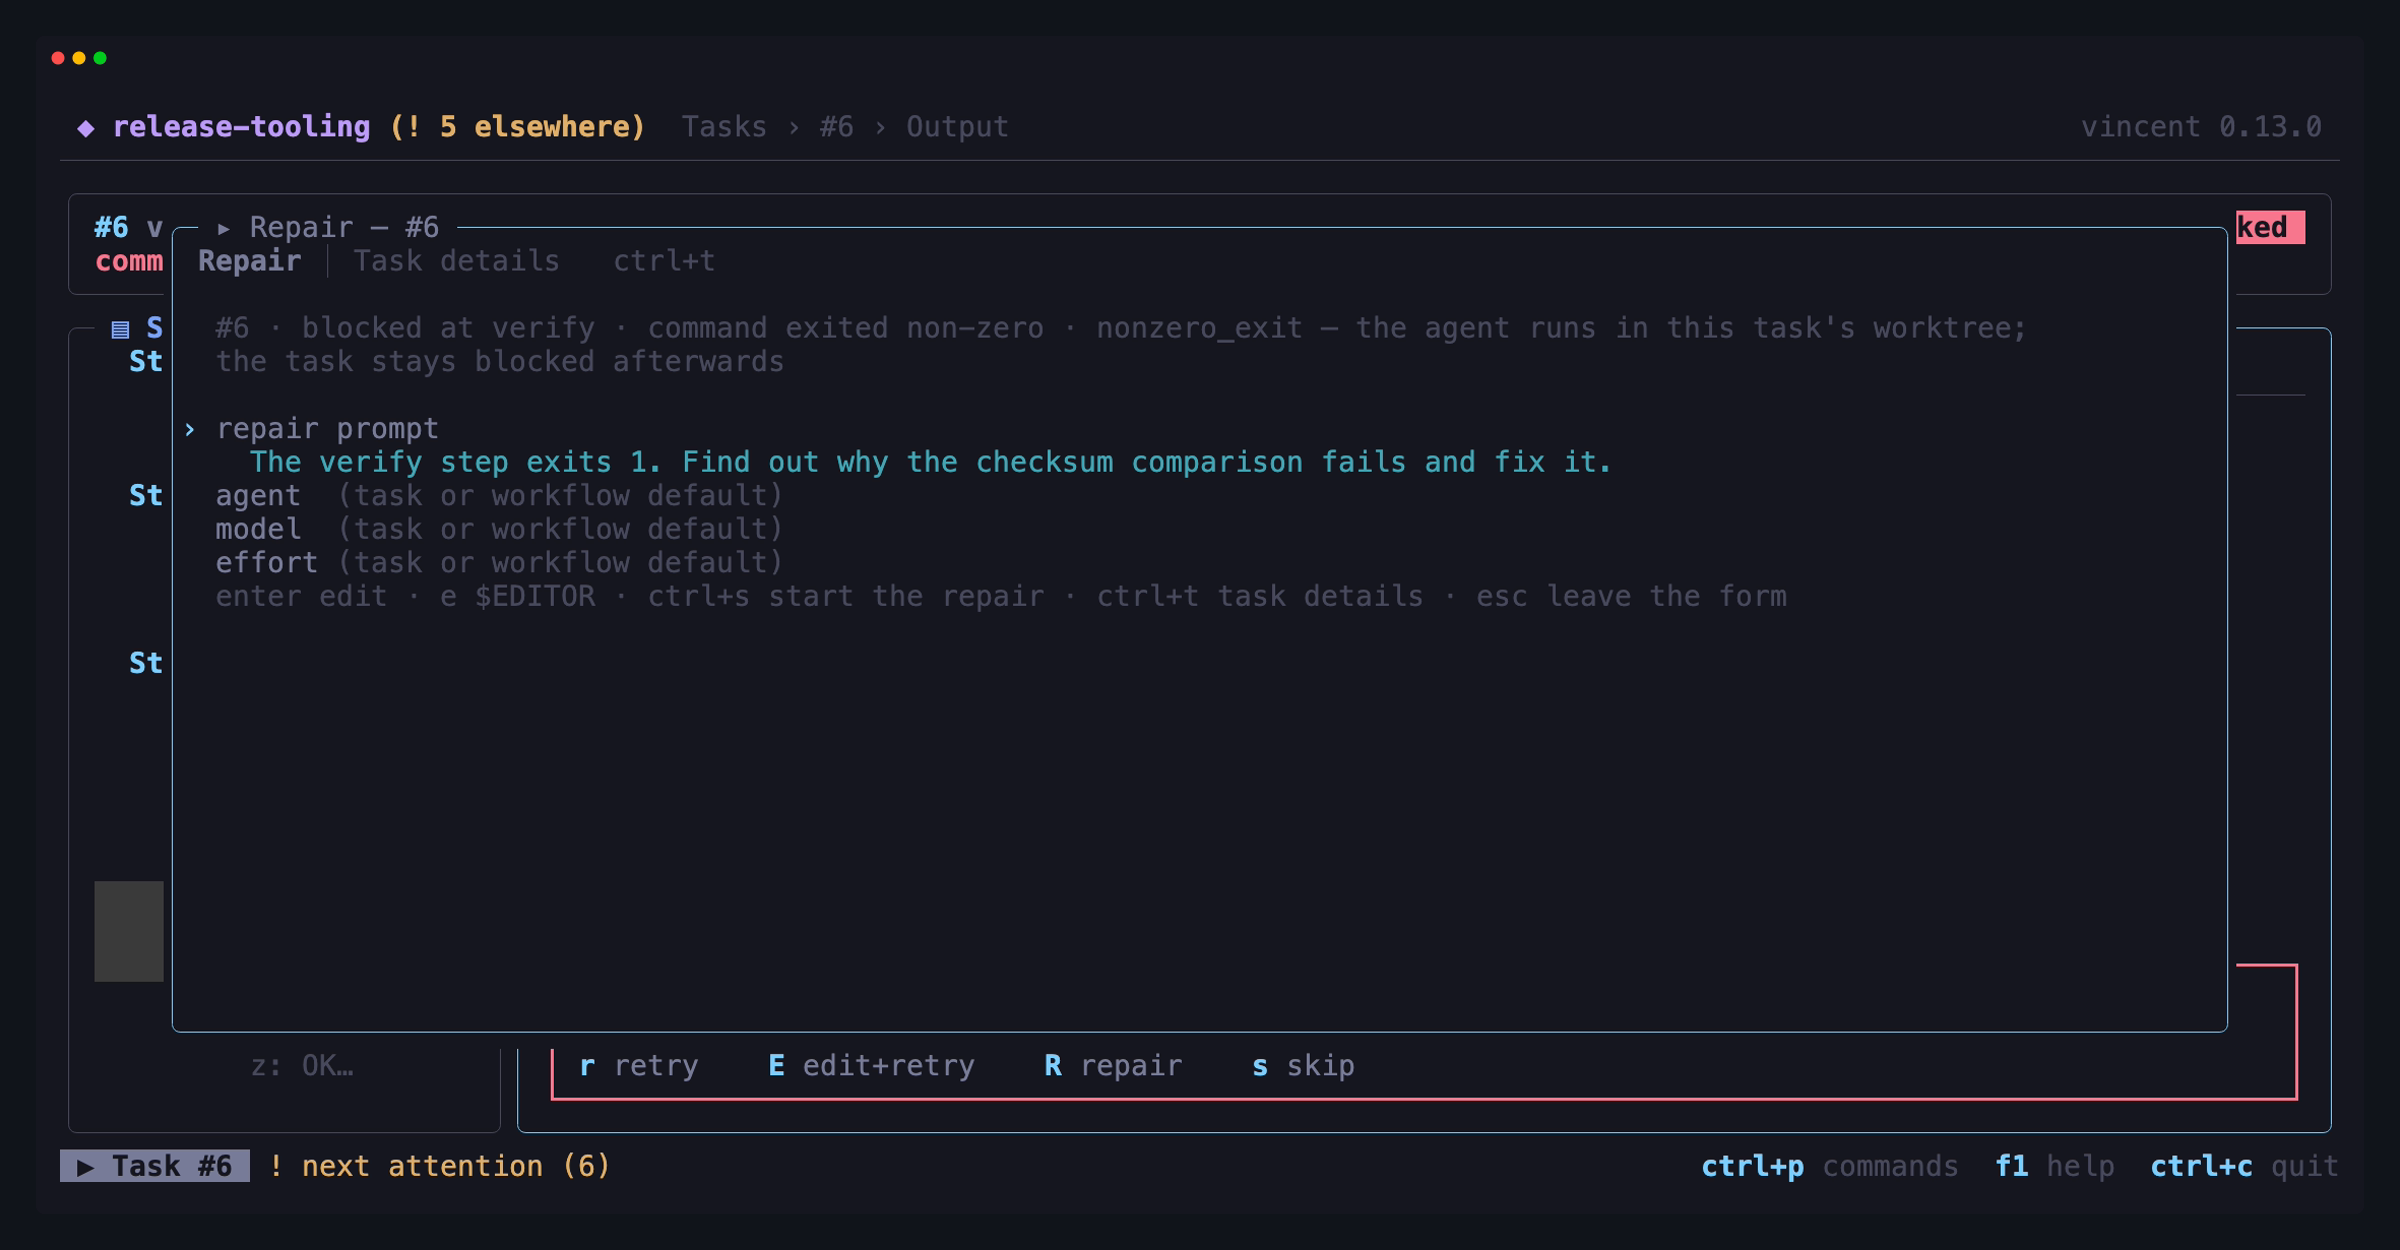 ◆ release-tooling (! 5 elsewhere) Tasks › #6 › Output vincent 0.13.0
#6 v ▸ Repair — #6 ked
comm Repair │ Task details ctrl+t
▤ S #6 · blocked at verify · command exited non-zero · nonzero_exit — the agent runs in this task's worktree;
St the task stays blocked afterwards
› repair prompt
The verify step exits 1. Find out why the checksum comparison fails and fix it.
St agent (task or workflow default)
model (task or workflow default)
effort (task or workflow default)
enter edit · e $EDITOR · ctrl+s start the repair · ctrl+t task details · esc leave the form
St
z: OK… r retry E edit+retry R repair s skip
▶ Task #6 ! next attention (6) ctrl+p commands f1 help ctrl+c quit